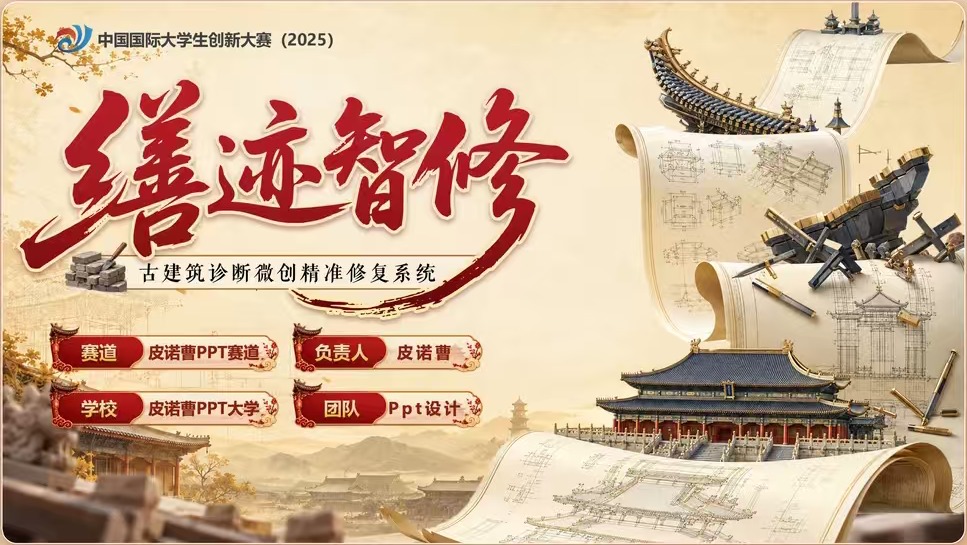 中国国际大学生创新大赛（2025）
缮迹智修
古建筑诊断微创精准修复系统
赛道 皮诺曹PPT赛道
负责人 皮诺曹
学校 皮诺曹PPT大学
团队 Ppt设计